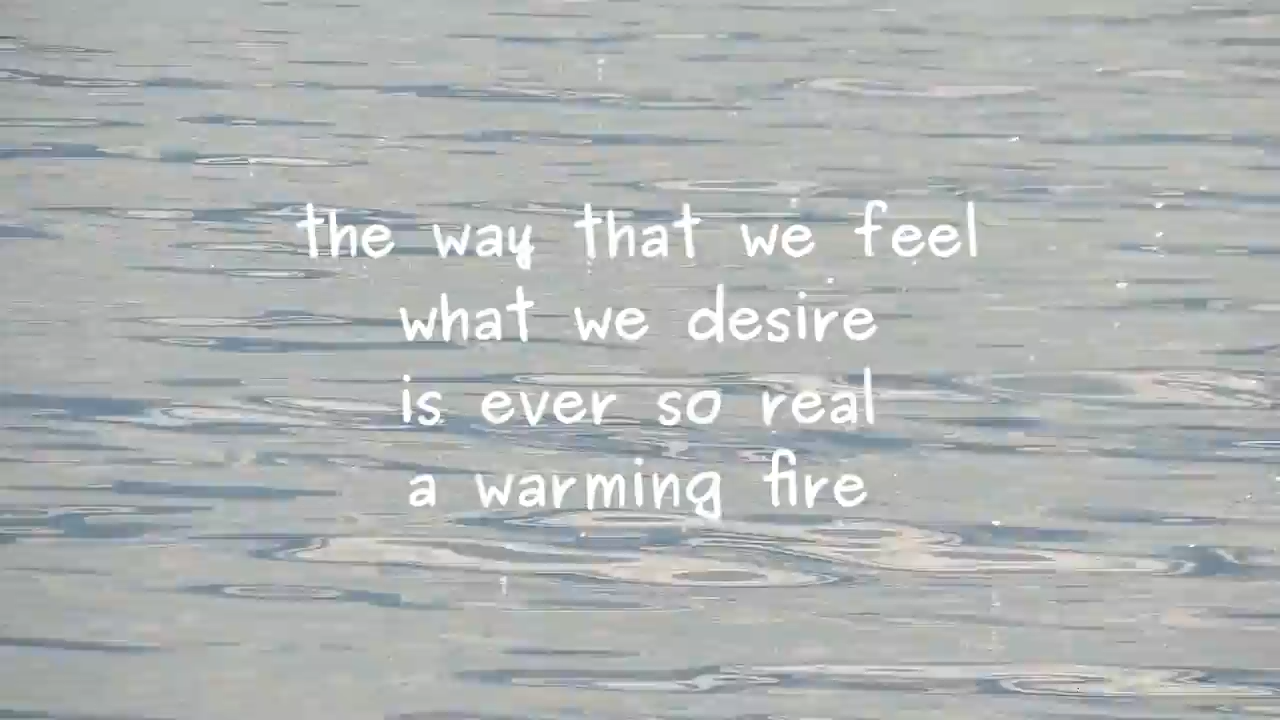 the way that we feel
what we desire
is ever so real
a warming fire